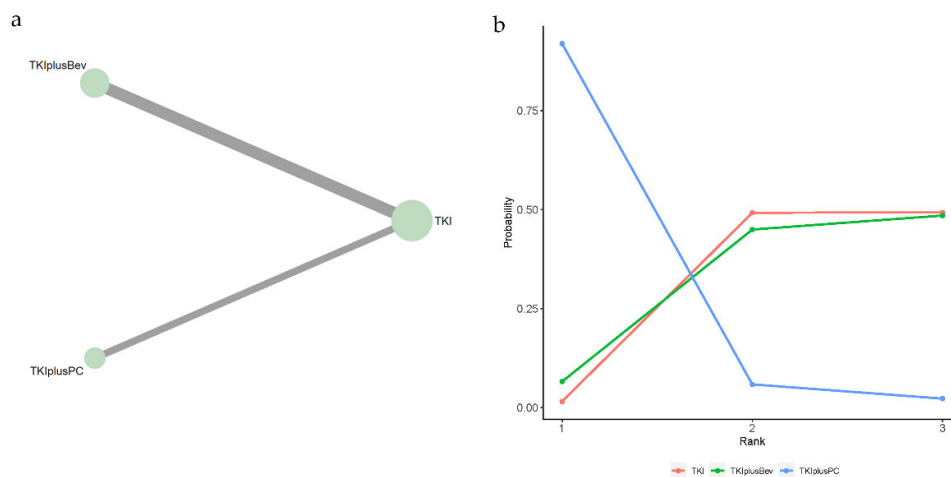 a
TKIplusBev
TKI
TKIplusPC
b
0.75
0.50
0.25
0.00
Probability
1 2 3
Rank
TKI TKIplusBev TKIplusPC